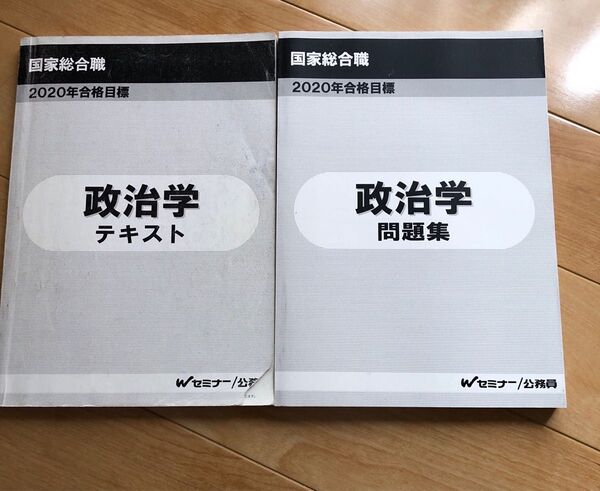 国家総合職
2020年合格目標
政治学
テキスト
Wセミナー/公務
国家総合職
2020年合格目標
政治学
問題集
Wセミナー/公務員